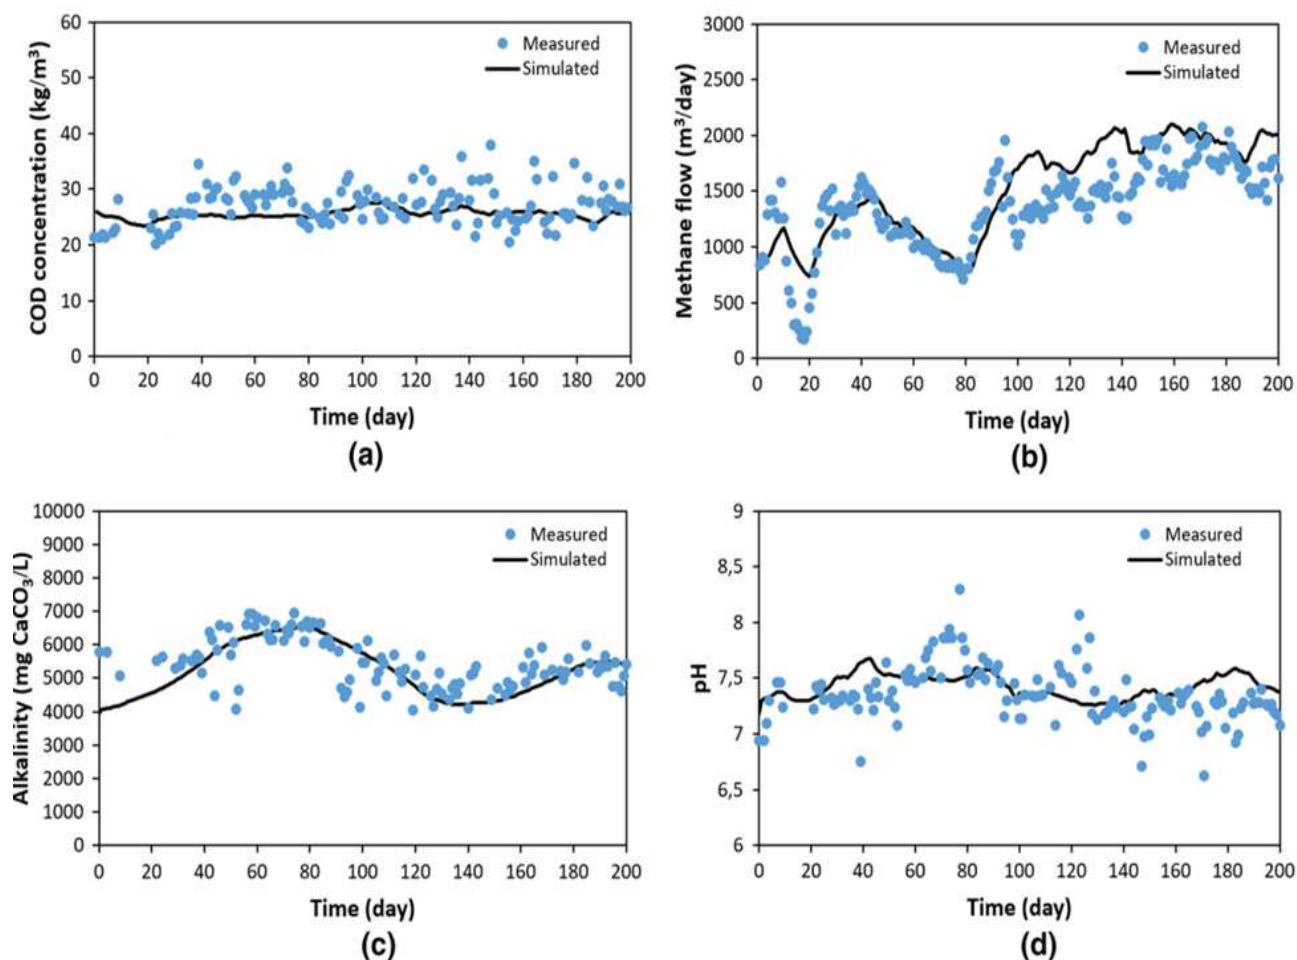 COD concentration (kg/m³)
60
50
40
30
20
10
0
Measured
Simulated
0 20 40 60 80 100 120 140 160 180 200
Time (day)
(a)
Methane flow (m³/day)
3000
2500
2000
1500
1000
500
0
Measured
Simulated
0 20 40 60 80 100 120 140 160 180 200
Time (day)
(b)
Alkalinity (mg CaCO₃/L)
10000
9000
8000
7000
6000
5000
4000
3000
2000
1000
0
Measured
Simulated
0 20 40 60 80 100 120 140 160 180 200
Time (day)
(c)
pH
9
8,5
8
7,5
7
6,5
6
Measured
Simulated
0 20 40 60 80 100 120 140 160 180 200
Time (day)
(d)